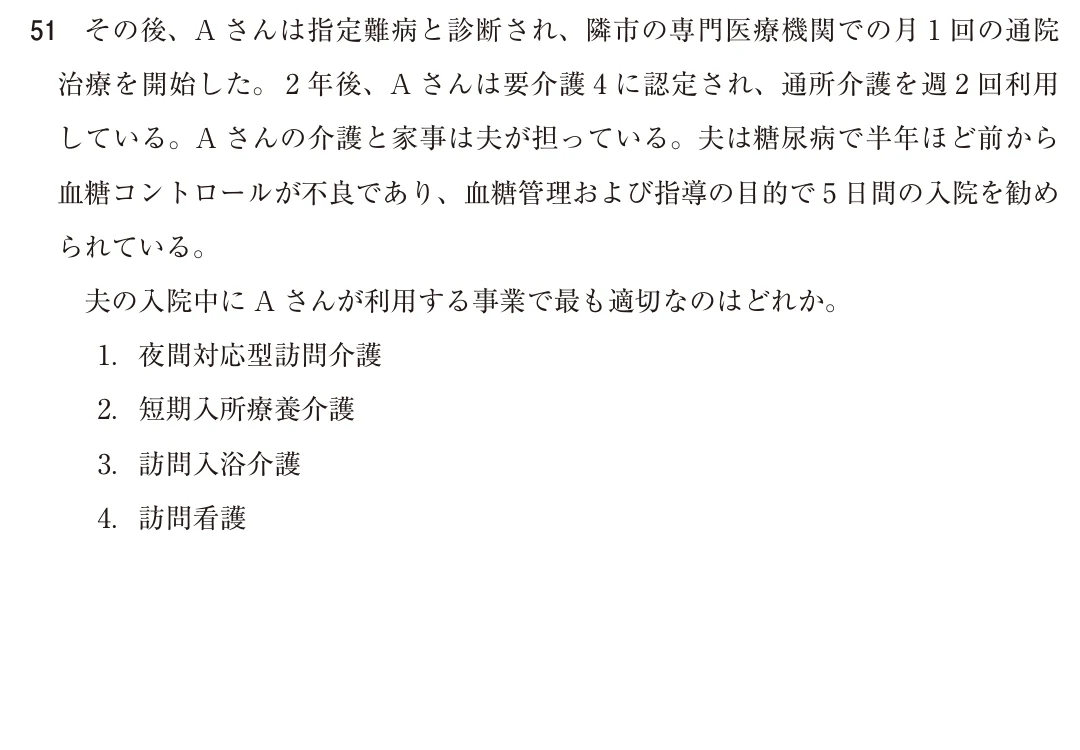 51 その後、Aさんは指定難病と診断され、隣市の専門医療機関での月1回の通院
治療を開始した。2年後、Aさんは要介護4に認定され、通所介護を週2回利用
している。Aさんの介護と家事は夫が担っている。夫は糖尿病で半年ほど前から
血糖コントロールが不良であり、血糖管理および指導の目的で5日間の入院を勧め
られている。
夫の入院中にAさんが利用する事業で最も適切なのはどれか。
1. 夜間対応型訪問介護
2. 短期入所療養介護
3. 訪問入浴介護
4. 訪問看護